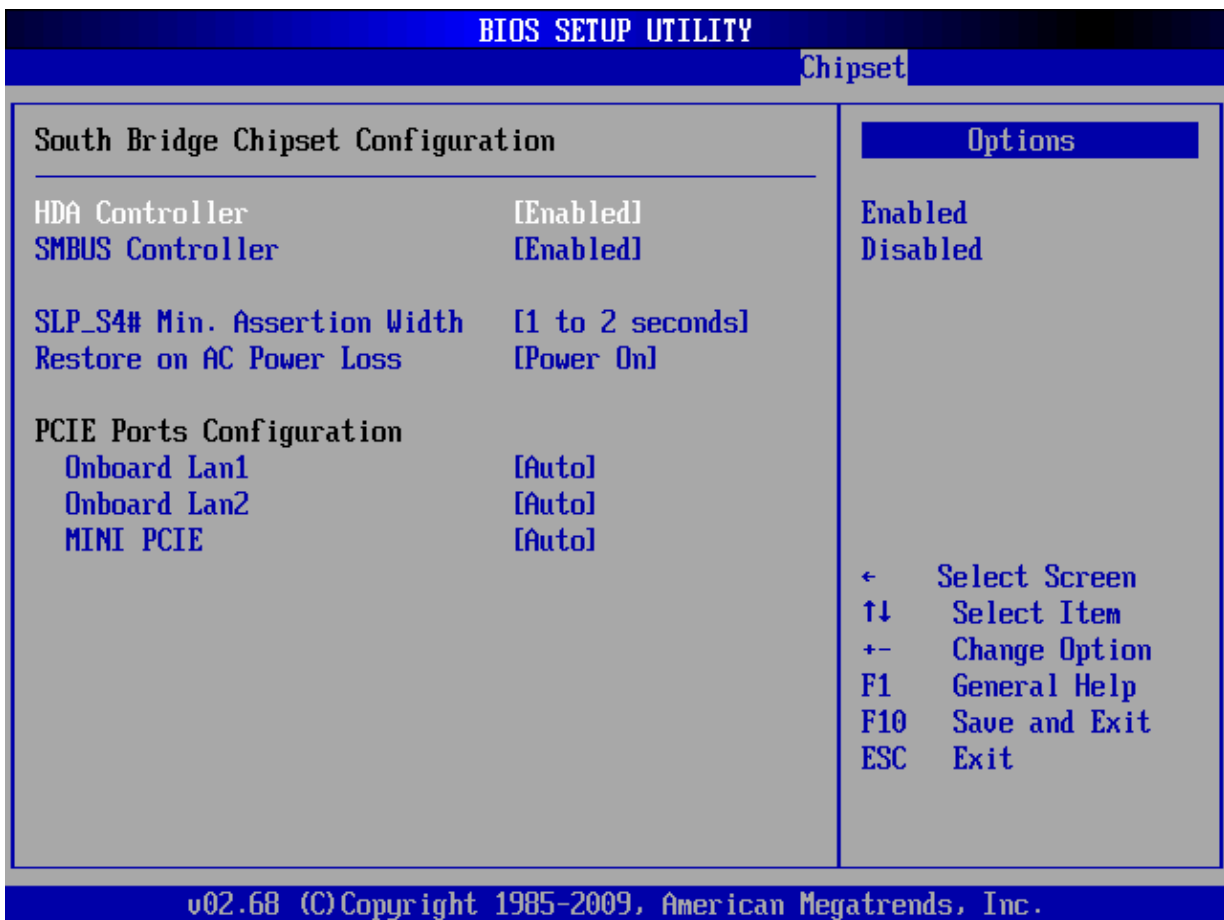 BIOS SETUP UTILITY
Chipset
South Bridge Chipset Configuration
HDA Controller [Enabled]
SMBUS Controller [Enabled]
SLP_S4# Min. Assertion Width [1 to 2 seconds]
Restore on AC Power Loss [Power On]
PCIE Ports Configuration
Onboard Lan1 [Auto]
Onboard Lan2 [Auto]
MINI PCIE [Auto]
Options
Enabled
Disabled
← Select Screen
↑↓ Select Item
+- Change Option
F1 General Help
F10 Save and Exit
ESC Exit
v02.68 (C)Copyright 1985-2009, American Megatrends, Inc.